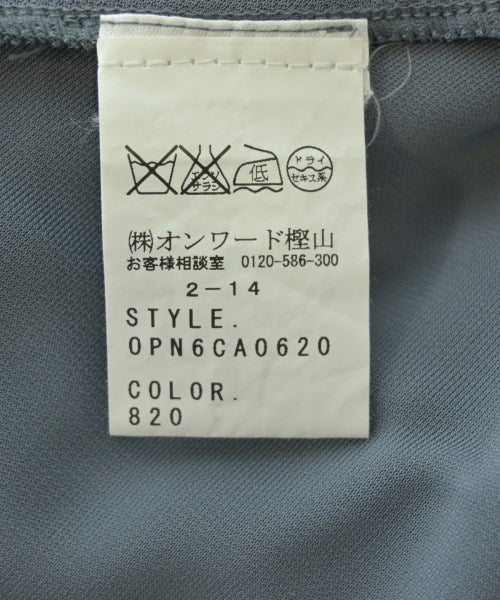 エンソ
サラシ
低
ドライ
セキユ系
㈱オンワード樫山
お客様相談室 0120-586-300
2-14
STYLE.
OPN6CA0620
COLOR.
820